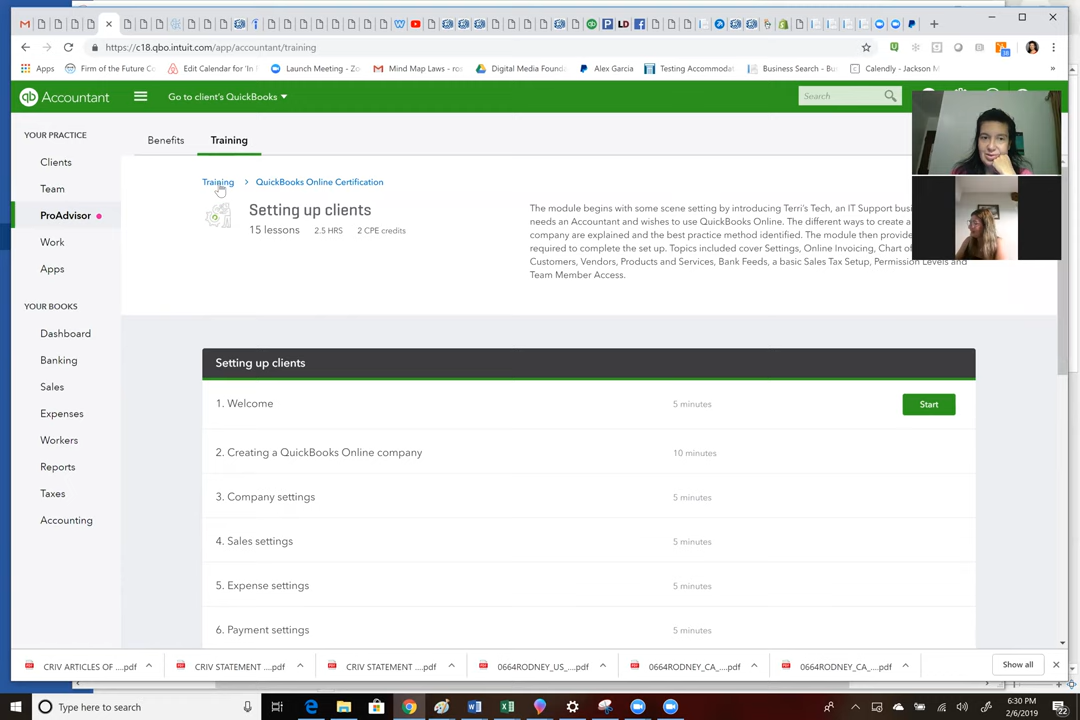 https://c18.qbo.intuit.com/app/accountant/training
Apps
Firm of the Future C
Edit Calendar for 'In
Launch Meeting - Zo
Mind Map Laws - ros
Digital Media Found
Alex Garcia
Testing Accommodat
Business Search - Bu
Calendly - Jackson M
»
qb Accountant
Go to client's QuickBooks
Search
YOUR PRACTICE
Clients
Team
ProAdvisor
Work
Apps
YOUR BOOKS
Dashboard
Banking
Sales
Expenses
Workers
Reports
Taxes
Accounting
Benefits
Training
Training > QuickBooks Online Certification
Setting up clients
15 lessons 2.5 HRS 2 CPE credits
The module begins with some scene setting by introducing Terri's Tech, an IT Support busi
needs an Accountant and wishes to use QuickBooks Online. The different ways to create a
company are explained and the best practice method identified. The module then provide
required to complete the set up. Topics included cover Settings, Online Invoicing, Chart of
Customers, Vendors, Products and Services, Bank Feeds, a basic Sales Tax Setup, Permission Levels and
Team Member Access.
Setting up clients
1. Welcome 5 minutes Start
2. Creating a QuickBooks Online company 10 minutes
3. Company settings 5 minutes
4. Sales settings 5 minutes
5. Expense settings 5 minutes
6. Payment settings 5 minutes
CRIV ARTICLES OF ....pdf
CRIV STATEMENT ....pdf
CRIV STATEMENT ....pdf
0664RODNEY_US_....pdf
0664RODNEY_CA_....pdf
0664RODNEY_CA_....pdf
Show all
Type here to search
6:30 PM
2/6/2019
22